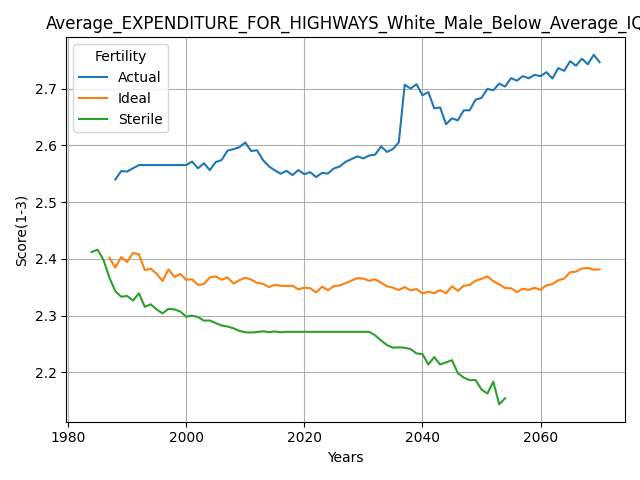 Average_EXPENDITURE_FOR_HIGHWAYS_White_Male_Below_Average_IQ
Fertility
Actual
Ideal
Sterile
Score(1-3)
2.7
2.6
2.5
2.4
2.3
2.2
1980
2000
2020
2040
2060
Years